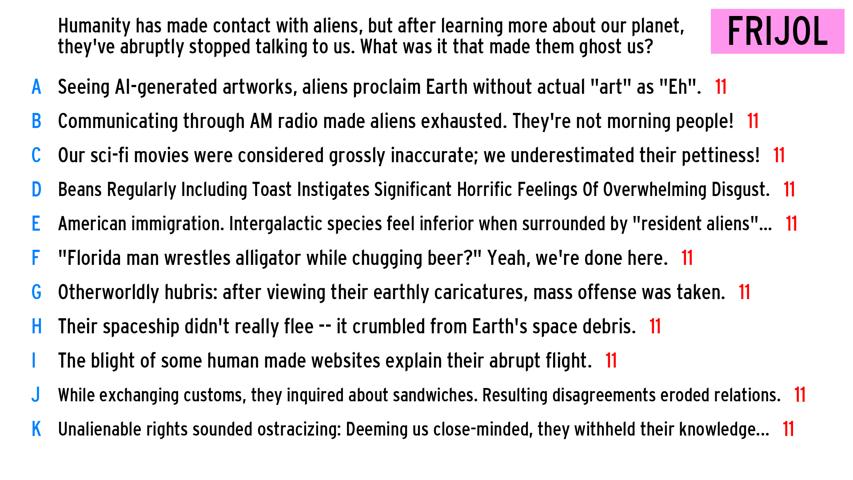 Humanity has made contact with aliens, but after learning more about our planet,
they've abruptly stopped talking to us. What was it that made them ghost us?
FRIJOL
A Seeing AI-generated artworks, aliens proclaim Earth without actual "art" as "Eh". 11
B Communicating through AM radio made aliens exhausted. They're not morning people! 11
C Our sci-fi movies were considered grossly inaccurate; we underestimated their pettiness! 11
D Beans Regularly Including Toast Instigates Significant Horrific Feelings Of Overwhelming Disgust. 11
E American immigration. Intergalactic species feel inferior when surrounded by "resident aliens"... 11
F "Florida man wrestles alligator while chugging beer?" Yeah, we're done here. 11
G Otherworldly hubris: after viewing their earthly caricatures, mass offense was taken. 11
H Their spaceship didn't really flee -- it crumbled from Earth's space debris. 11
I The blight of some human made websites explain their abrupt flight. 11
J While exchanging customs, they inquired about sandwiches. Resulting disagreements eroded relations. 11
K Unalienable rights sounded ostracizing: Deeming us close-minded, they withheld their knowledge... 11